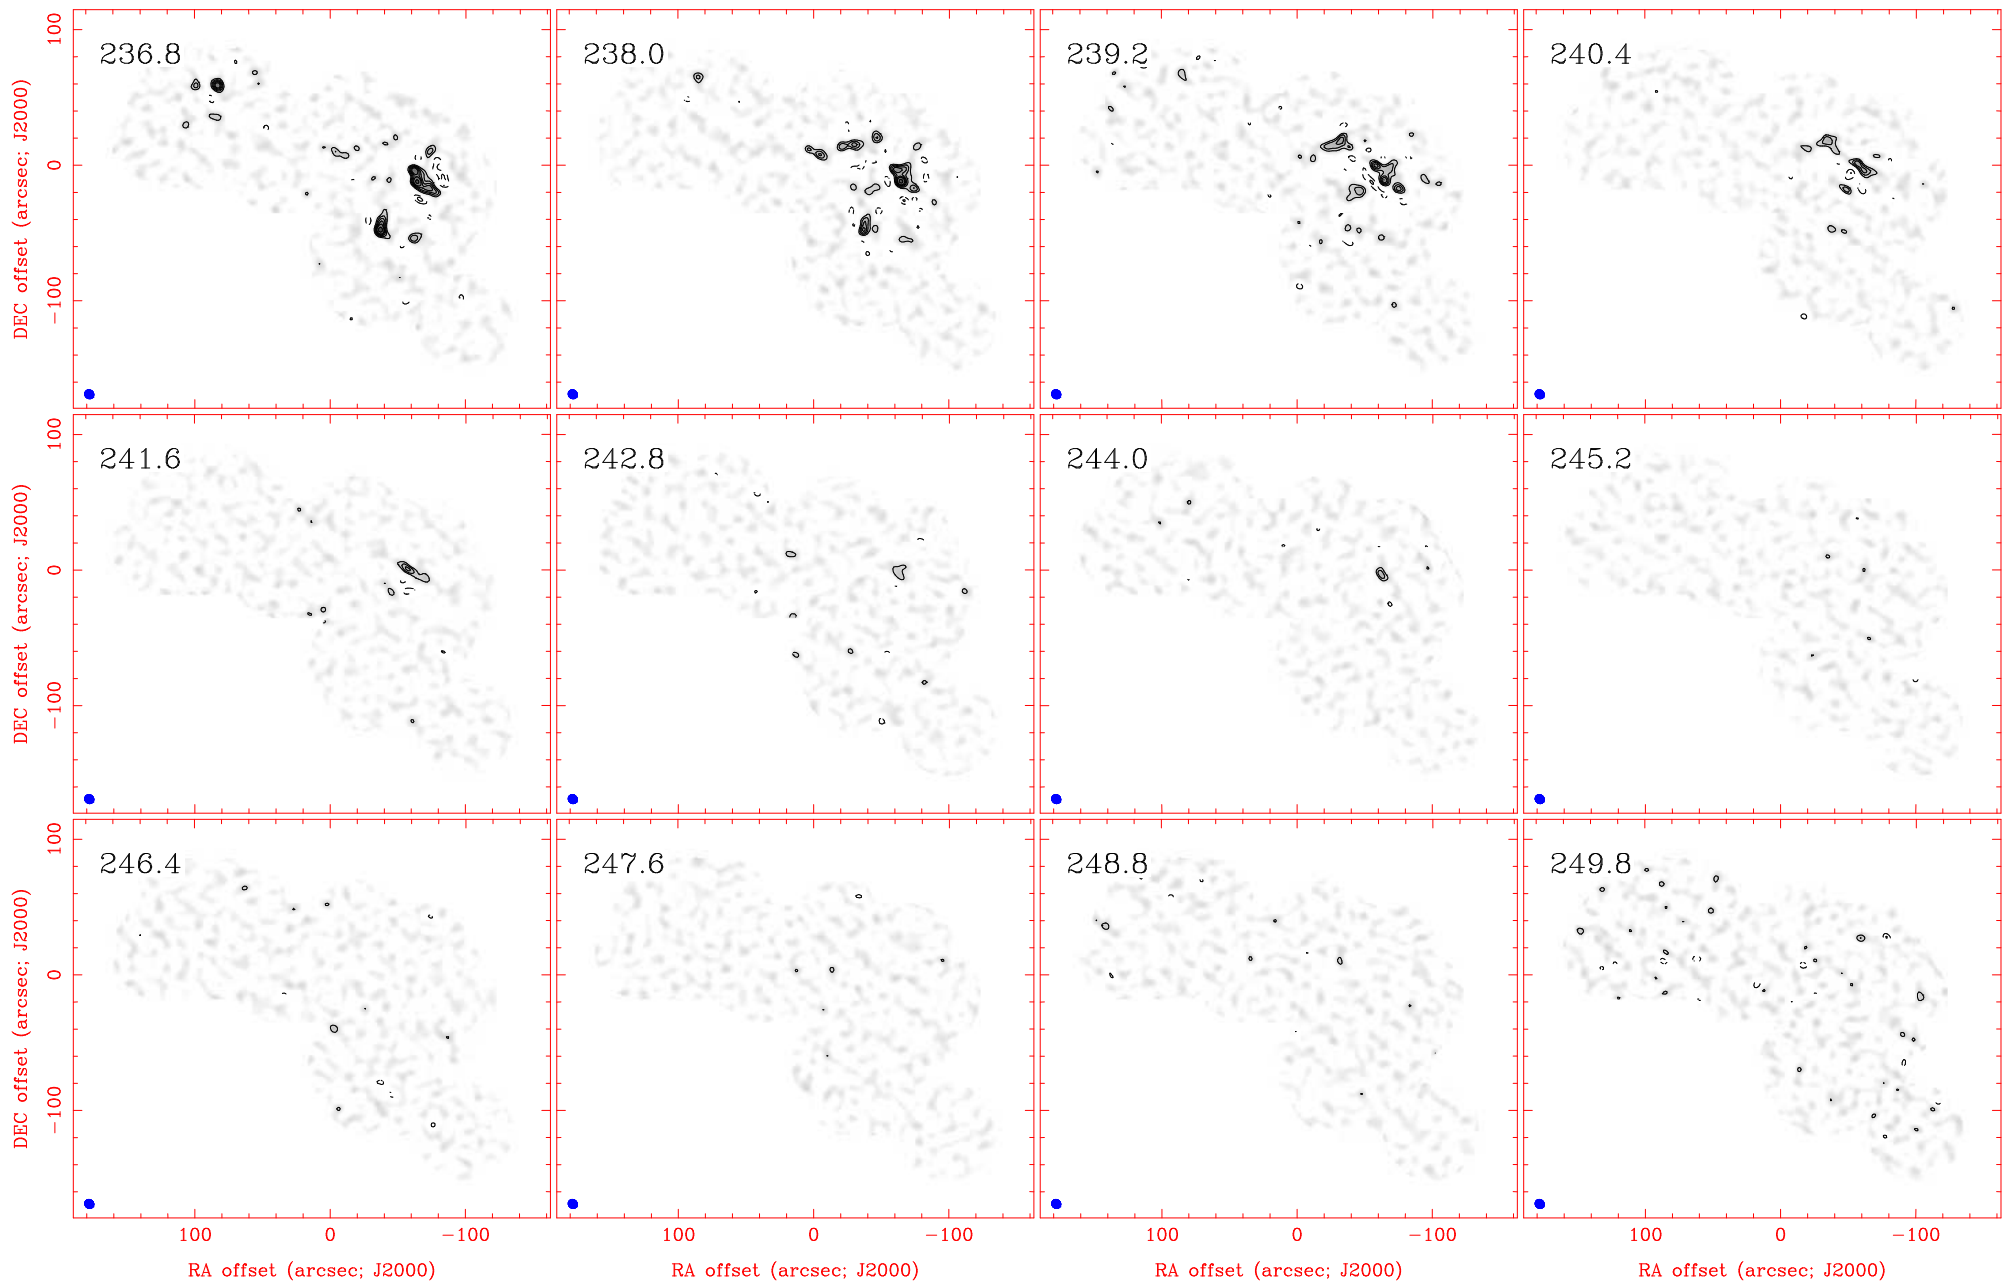 236.8 238.0 239.2 240.4
100
0
-100
DEC offset (arcsec; J2000)
241.6 242.8 244.0 245.2
100
0
-100
DEC offset (arcsec; J2000)
246.4 247.6 248.8 249.8
100
0
-100
DEC offset (arcsec; J2000)
100 0 -100 100 0 -100 100 0 -100 100 0 -100
RA offset (arcsec; J2000) RA offset (arcsec; J2000) RA offset (arcsec; J2000) RA offset (arcsec; J2000)